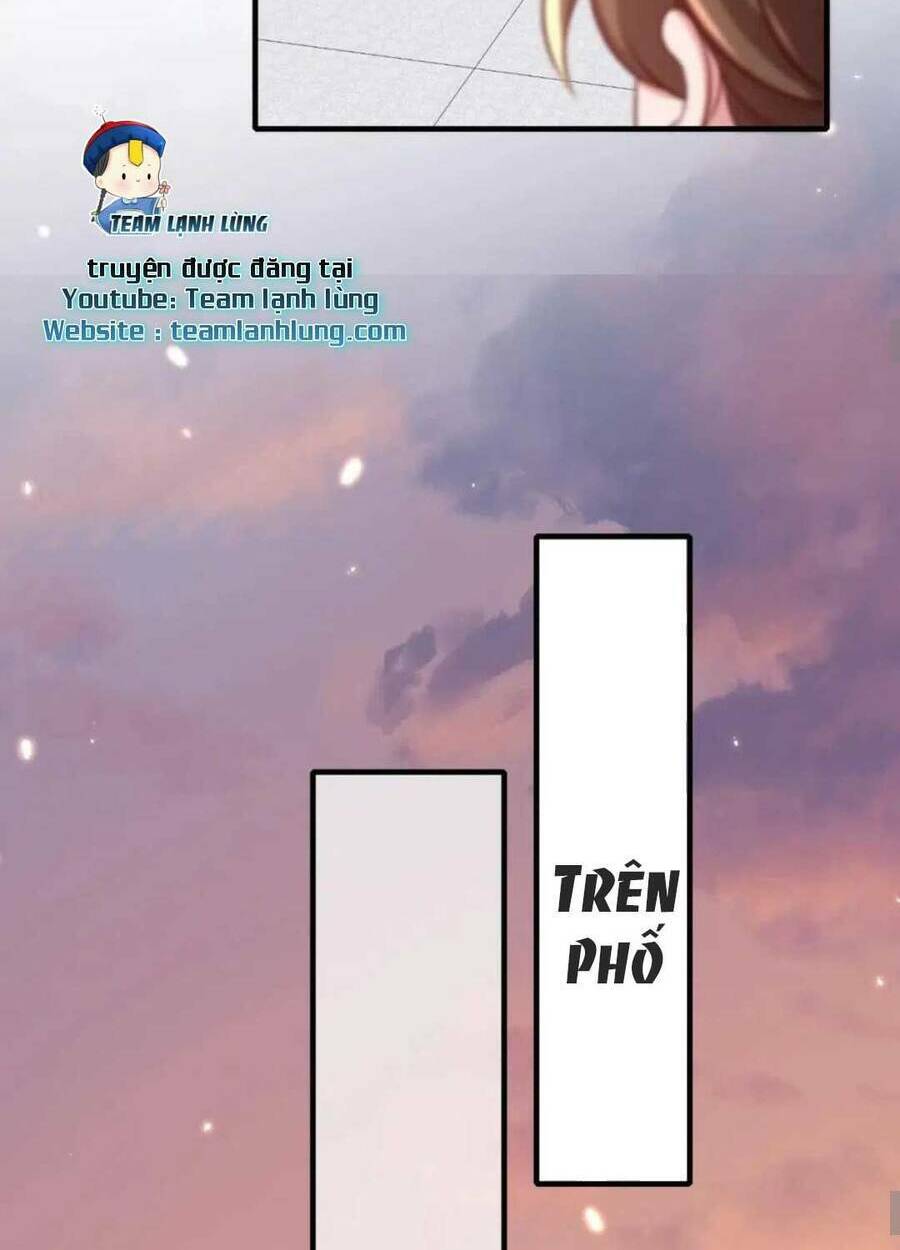 TEAM LẠNH LÙNG
truyện được đăng tại
Youtube: Team lạnh lùng
Website : teamlanhlung.com
TRÊN
PHỐ